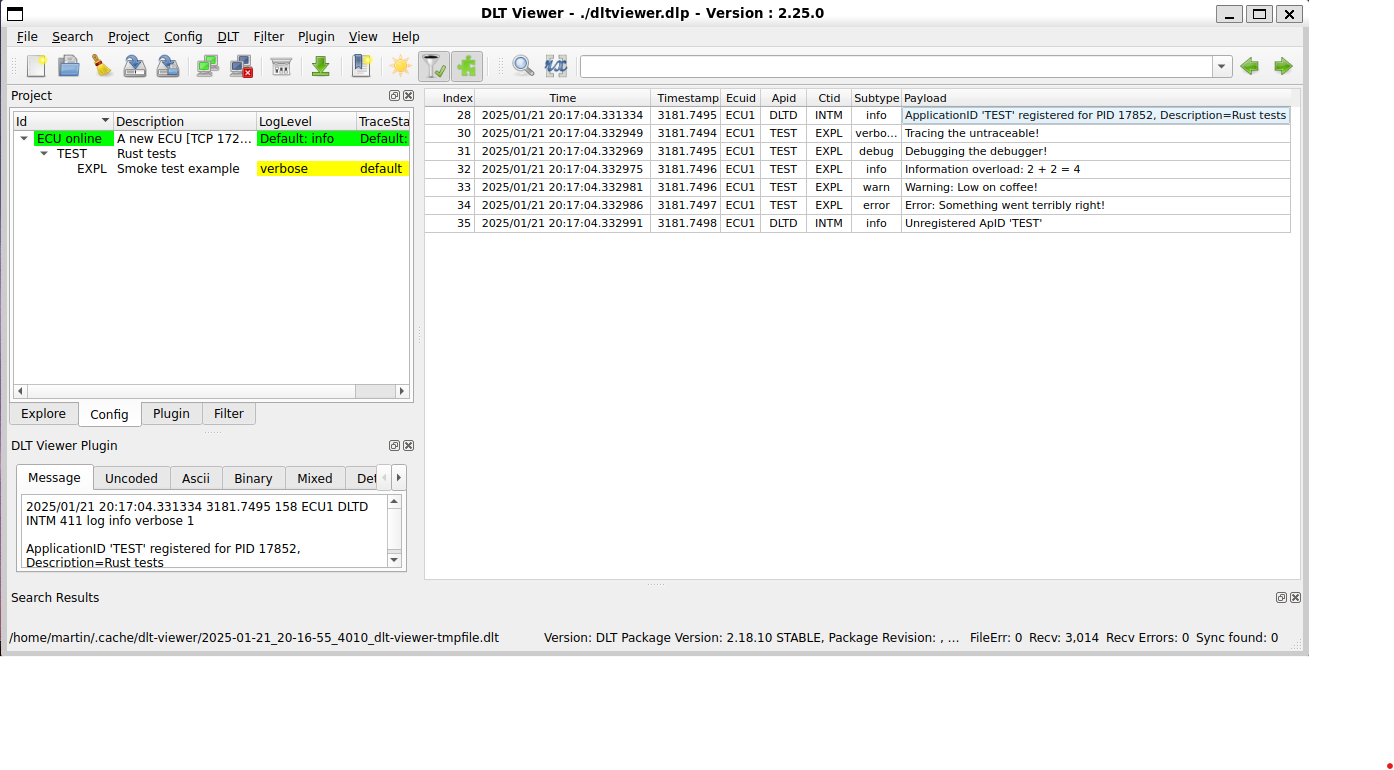 DLT Viewer - ./dltviewer.dlp - Version : 2.25.0
File Search Project Config DLT Filter Plugin View Help
Project
Id Description LogLevel TraceSta
ECU online A new ECU [TCP 172... Default: info Default:
TEST Rust tests
EXPL Smoke test example verbose default
Explore Config Plugin Filter
DLT Viewer Plugin
Message Uncoded Ascii Binary Mixed Det
2025/01/21 20:17:04.331334 3181.7495 158 ECU1 DLTD
INTM 411 log info verbose 1
ApplicationID 'TEST' registered for PID 17852,
Description=Rust tests
Index Time Timestamp Ecuid Apid Ctid Subtype Payload
28 2025/01/21 20:17:04.331334 3181.7495 ECU1 DLTD INTM info ApplicationID 'TEST' registered for PID 17852, Description=Rust tests
30 2025/01/21 20:17:04.332949 3181.7494 ECU1 TEST EXPL verbo... Tracing the untraceable!
31 2025/01/21 20:17:04.332969 3181.7495 ECU1 TEST EXPL debug Debugging the debugger!
32 2025/01/21 20:17:04.332975 3181.7496 ECU1 TEST EXPL info Information overload: 2 + 2 = 4
33 2025/01/21 20:17:04.332981 3181.7496 ECU1 TEST EXPL warn Warning: Low on coffee!
34 2025/01/21 20:17:04.332986 3181.7497 ECU1 TEST EXPL error Error: Something went terribly right!
35 2025/01/21 20:17:04.332991 3181.7498 ECU1 DLTD INTM info Unregistered ApID 'TEST'
Search Results
/home/martin/.cache/dlt-viewer/2025-01-21_20-16-55_4010_dlt-viewer-tmpfile.dlt Version: DLT Package Version: 2.18.10 STABLE, Package Revision: , ... FileErr: 0 Recv: 3,014 Recv Errors: 0 Sync found: 0